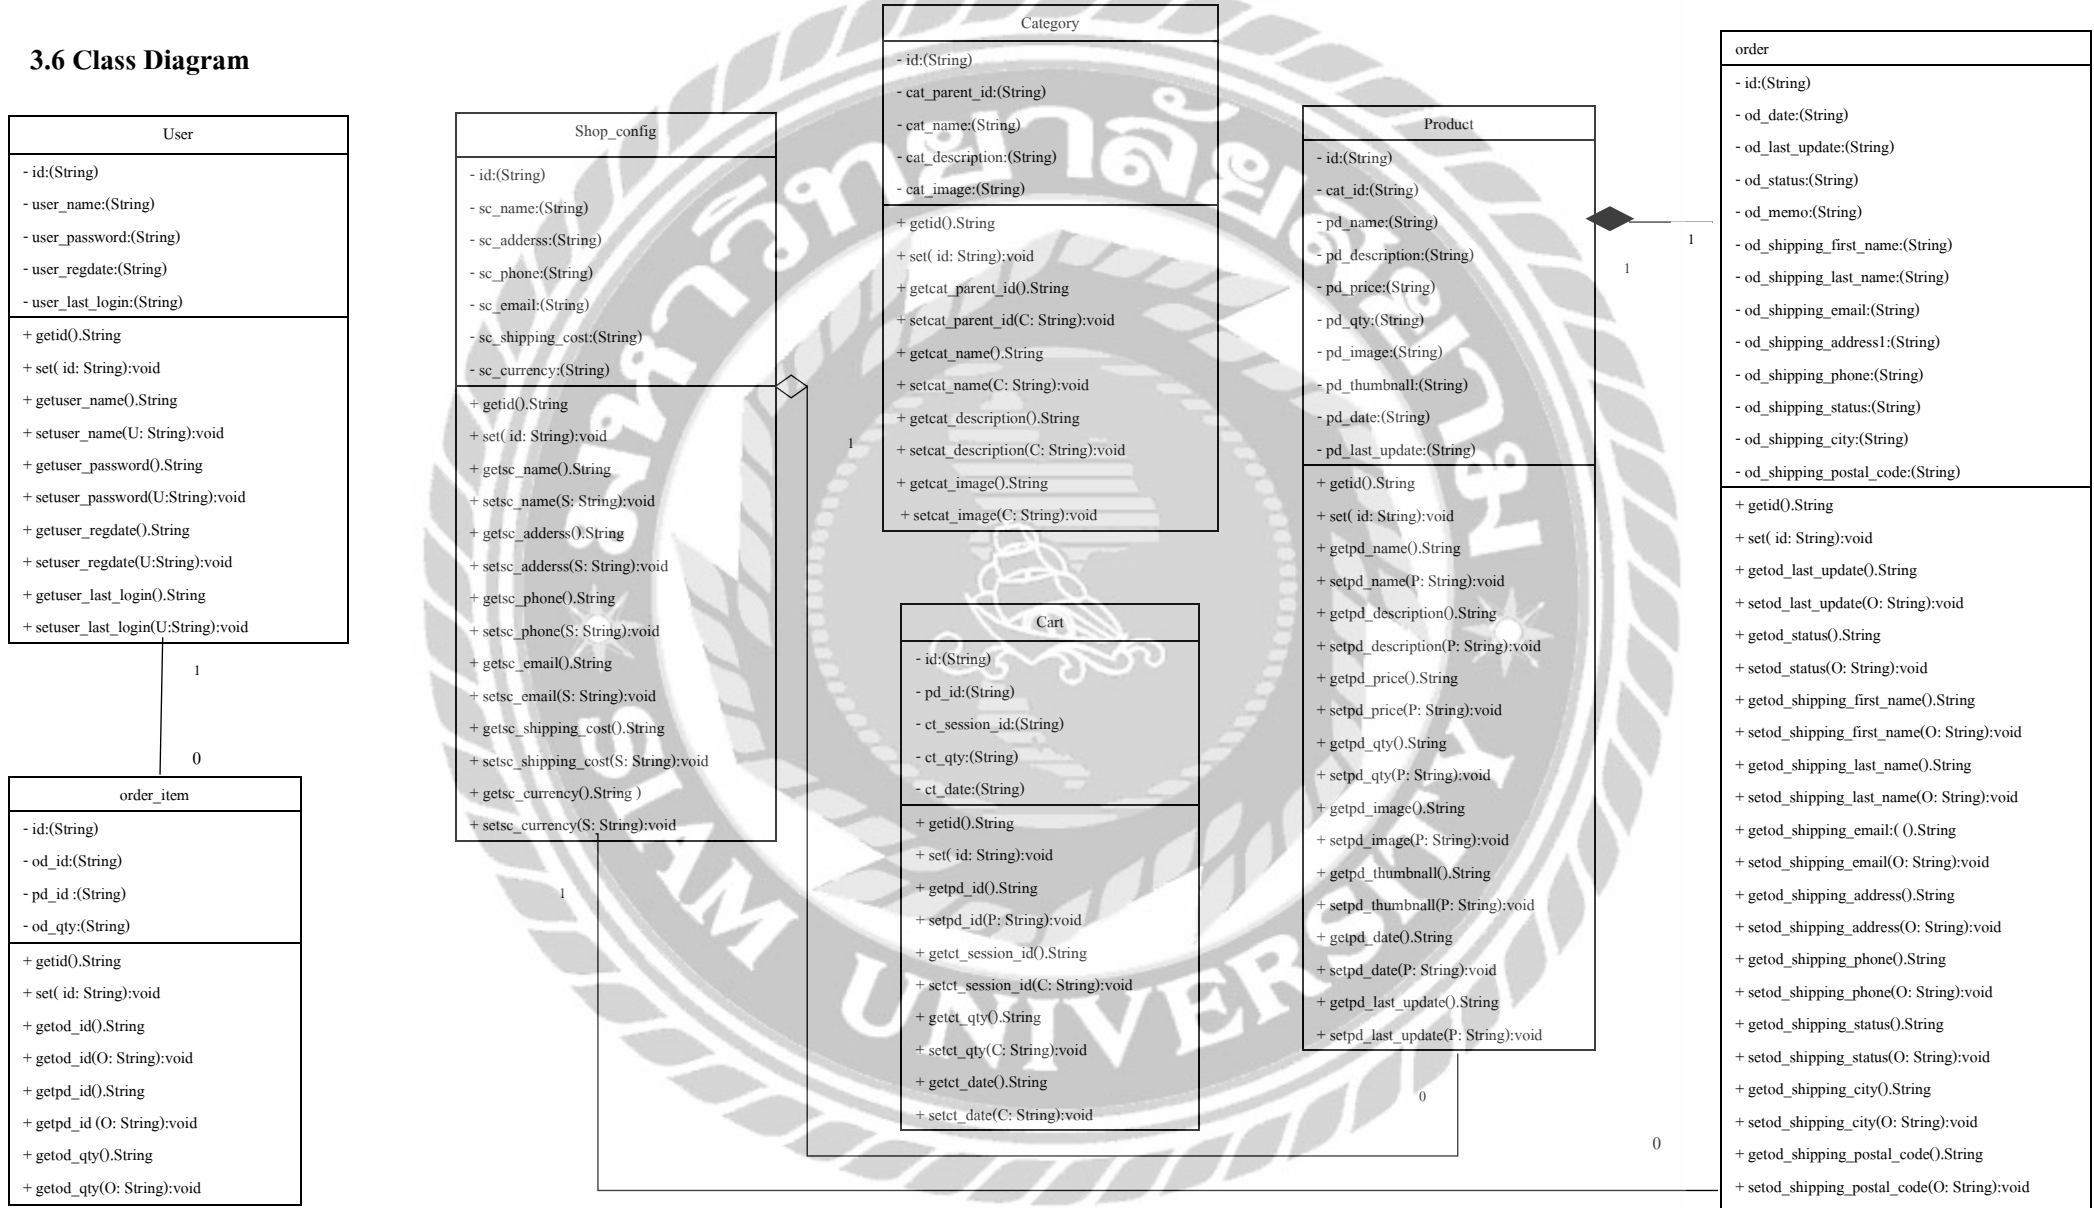 3.6 Class Diagram
User
- id:(String)
- user_name:(String)
- user_password:(String)
- user_regdate:(String)
- user_last_login:(String)
+ getid().String
+ set( id: String):void
+ getuser_name().String
+ setuser_name(U: String):void
+ getuser_password().String
+ setuser_password(U:String):void
+ getuser_regdate().String
+ setuser_regdate(U:String):void
+ getuser_last_login().String
+ setuser_last_login(U:String):void
1
0
order_item
- id:(String)
- od_id:(String)
- pd_id :(String)
- od_qty:(String)
+ getid().String
+ set( id: String):void
+ getod_id().String
+ getod_id(O: String):void
+ getpd_id().String
+ getpd_id (O: String):void
+ getod_qty().String
+ getod_qty(O: String):void
Shop_config
- id:(String)
- sc_name:(String)
- sc_adderss:(String)
- sc_phone:(String)
- sc_email:(String)
- sc_shipping_cost:(String)
- sc_currency:(String)
+ getid().String
+ set( id: String):void
+ getsc_name().String
+ setsc_name(S: String):void
+ getsc_adderss().String
+ setsc_adderss(S: String):void
+ getsc_phone().String
+ setsc_phone(S: String):void
+ getsc_email().String
+ setsc_email(S: String):void
+ getsc_shipping_cost().String
+ setsc_shipping_cost(S: String):void
+ getsc_currency().String )
+ setsc_currency(S: String):void
1
1
Category
- id:(String)
- cat_parent_id:(String)
- cat_name:(String)
- cat_description:(String)
- cat_image:(String)
+ getid().String
+ set( id: String):void
+ getcat_parent_id().String
+ setcat_parent_id(C: String):void
+ getcat_name().String
+ setcat_name(C: String):void
+ getcat_description().String
+ setcat_description(C: String):void
+ getcat_image().String
+ setcat_image(C: String):void
Cart
- id:(String)
- pd_id:(String)
- ct_session_id:(String)
- ct_qty:(String)
- ct_date:(String)
+ getid().String
+ set( id: String):void
+ getpd_id().String
+ setpd_id(P: String):void
+ getct_session_id().String
+ setct_session_id(C: String):void
+ getct_qty().String
+ setct_qty(C: String):void
+ getct_date().String
+ setct_date(C: String):void
Product
- id:(String)
- cat_id:(String)
- pd_name:(String)
- pd_description:(String)
- pd_price:(String)
- pd_qty:(String)
- pd_image:(String)
- pd_thumbnall:(String)
- pd_date:(String)
- pd_last_update:(String)
+ getid().String
+ set( id: String):void
+ getpd_name().String
+ setpd_name(P: String):void
+ getpd_description().String
+ setpd_description(P: String):void
+ getpd_price().String
+ setpd_price(P: String):void
+ getpd_qty().String
+ setpd_qty(P: String):void
+ getpd_image().String
+ setpd_image(P: String):void
+ getpd_thumbnall().String
+ setpd_thumbnall(P: String):void
+ getpd_date().String
+ setpd_date(P: String):void
+ getpd_last_update().String
+ setpd_last_update(P: String):void
0
1
1
0
order
- id:(String)
- od_date:(String)
- od_last_update:(String)
- od_status:(String)
- od_memo:(String)
- od_shipping_first_name:(String)
- od_shipping_last_name:(String)
- od_shipping_email:(String)
- od_shipping_address1:(String)
- od_shipping_phone:(String)
- od_shipping_status:(String)
- od_shipping_city:(String)
- od_shipping_postal_code:(String)
+ getid().String
+ set( id: String):void
+ getod_last_update().String
+ setod_last_update(O: String):void
+ getod_status().String
+ setod_status(O: String):void
+ getod_shipping_first_name().String
+ setod_shipping_first_name(O: String):void
+ getod_shipping_last_name().String
+ setod_shipping_last_name(O: String):void
+ getod_shipping_email:( ().String
+ setod_shipping_email(O: String):void
+ getod_shipping_address().String
+ setod_shipping_address(O: String):void
+ getod_shipping_phone().String
+ setod_shipping_phone(O: String):void
+ getod_shipping_status().String
+ setod_shipping_status(O: String):void
+ getod_shipping_city().String
+ setod_shipping_city(O: String):void
+ getod_shipping_postal_code().String
+ setod_shipping_postal_code(O: String):void
มหาวิทยาลัยสยาม
SIAM UNIVERSITY